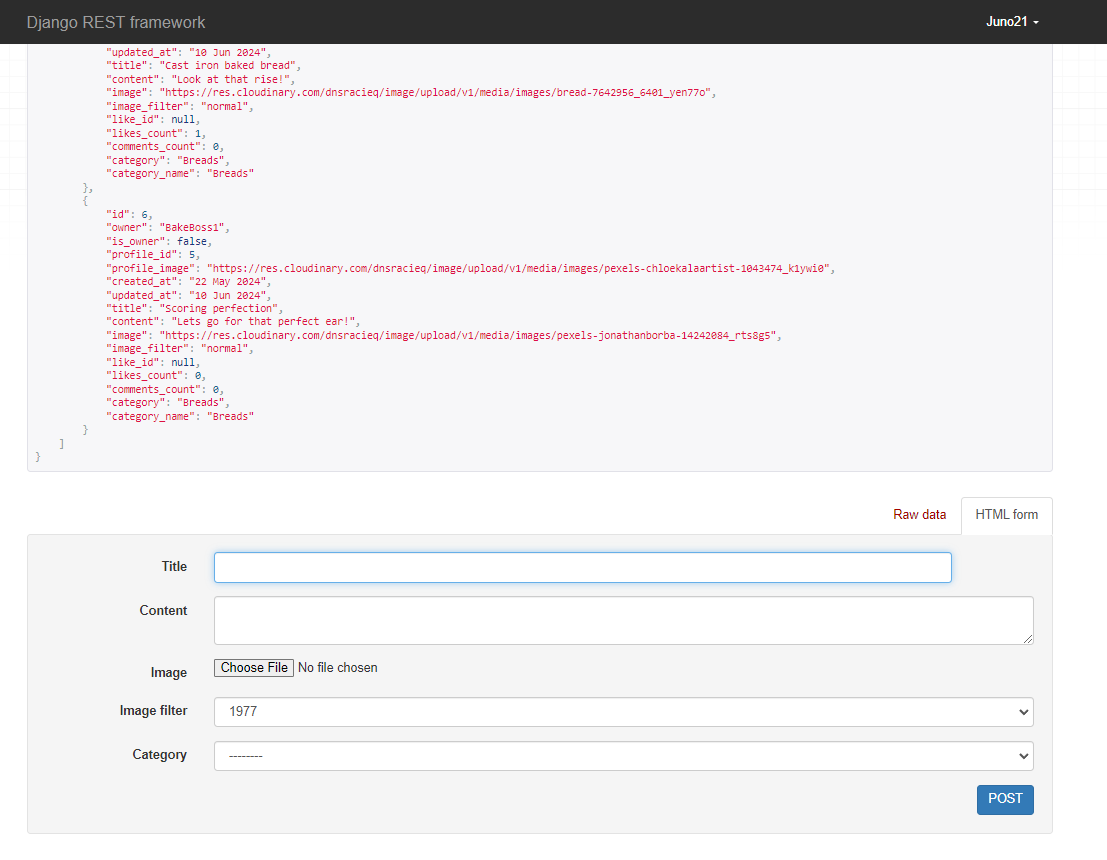 Django REST framework
Juno21
"updated_at": "10 Jun 2024",
"title": "Cast iron baked bread",
"content": "Look at that rise!",
"image": "https://res.cloudinary.com/dnsracieq/image/upload/v1/media/images/bread-7642956_6401_yen77o",
"image_filter": "normal",
"like_id": null,
"likes_count": 1,
"comments_count": 0,
"category": "Breads",
"category_name": "Breads"
},
{
"id": 6,
"owner": "BakeBoss1",
"is_owner": false,
"profile_id": 5,
"profile_image": "https://res.cloudinary.com/dnsracieq/image/upload/v1/media/images/pexels-chloekalaartist-1043474_k1ywi0",
"created_at": "22 May 2024",
"updated_at": "10 Jun 2024",
"title": "Scoring perfection",
"content": "Lets go for that perfect ear!",
"image": "https://res.cloudinary.com/dnsracieq/image/upload/v1/media/images/pexels-jonathanborba-14242084_rts8g5",
"image_filter": "normal",
"like_id": null,
"likes_count": 0,
"comments_count": 0,
"category": "Breads",
"category_name": "Breads"
}
]
}
Raw data
HTML form
Title
Content
Image
Choose File No file chosen
Image filter
1977
Category
--------
POST